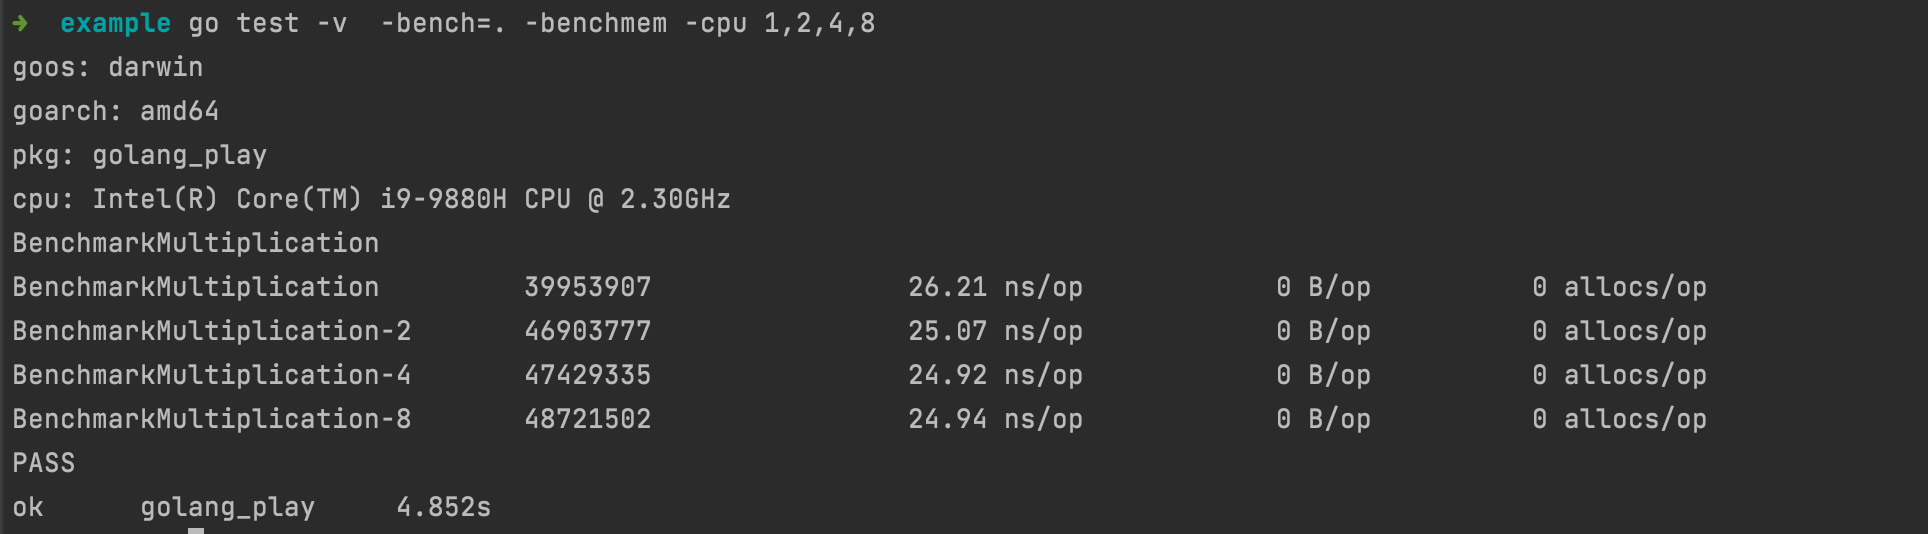 ➜  example go test -v  -bench=. -benchmem -cpu 1,2,4,8
goos: darwin
goarch: amd64
pkg: golang_play
cpu: Intel(R) Core(TM) i9-9880H CPU @ 2.30GHz
BenchmarkMultiplication
BenchmarkMultiplication         39953907                26.21 ns/op            0 B/op          0 allocs/op
BenchmarkMultiplication-2       46903777                25.07 ns/op            0 B/op          0 allocs/op
BenchmarkMultiplication-4       47429335                24.92 ns/op            0 B/op          0 allocs/op
BenchmarkMultiplication-8       48721502                24.94 ns/op            0 B/op          0 allocs/op
PASS
ok      golang_play     4.852s